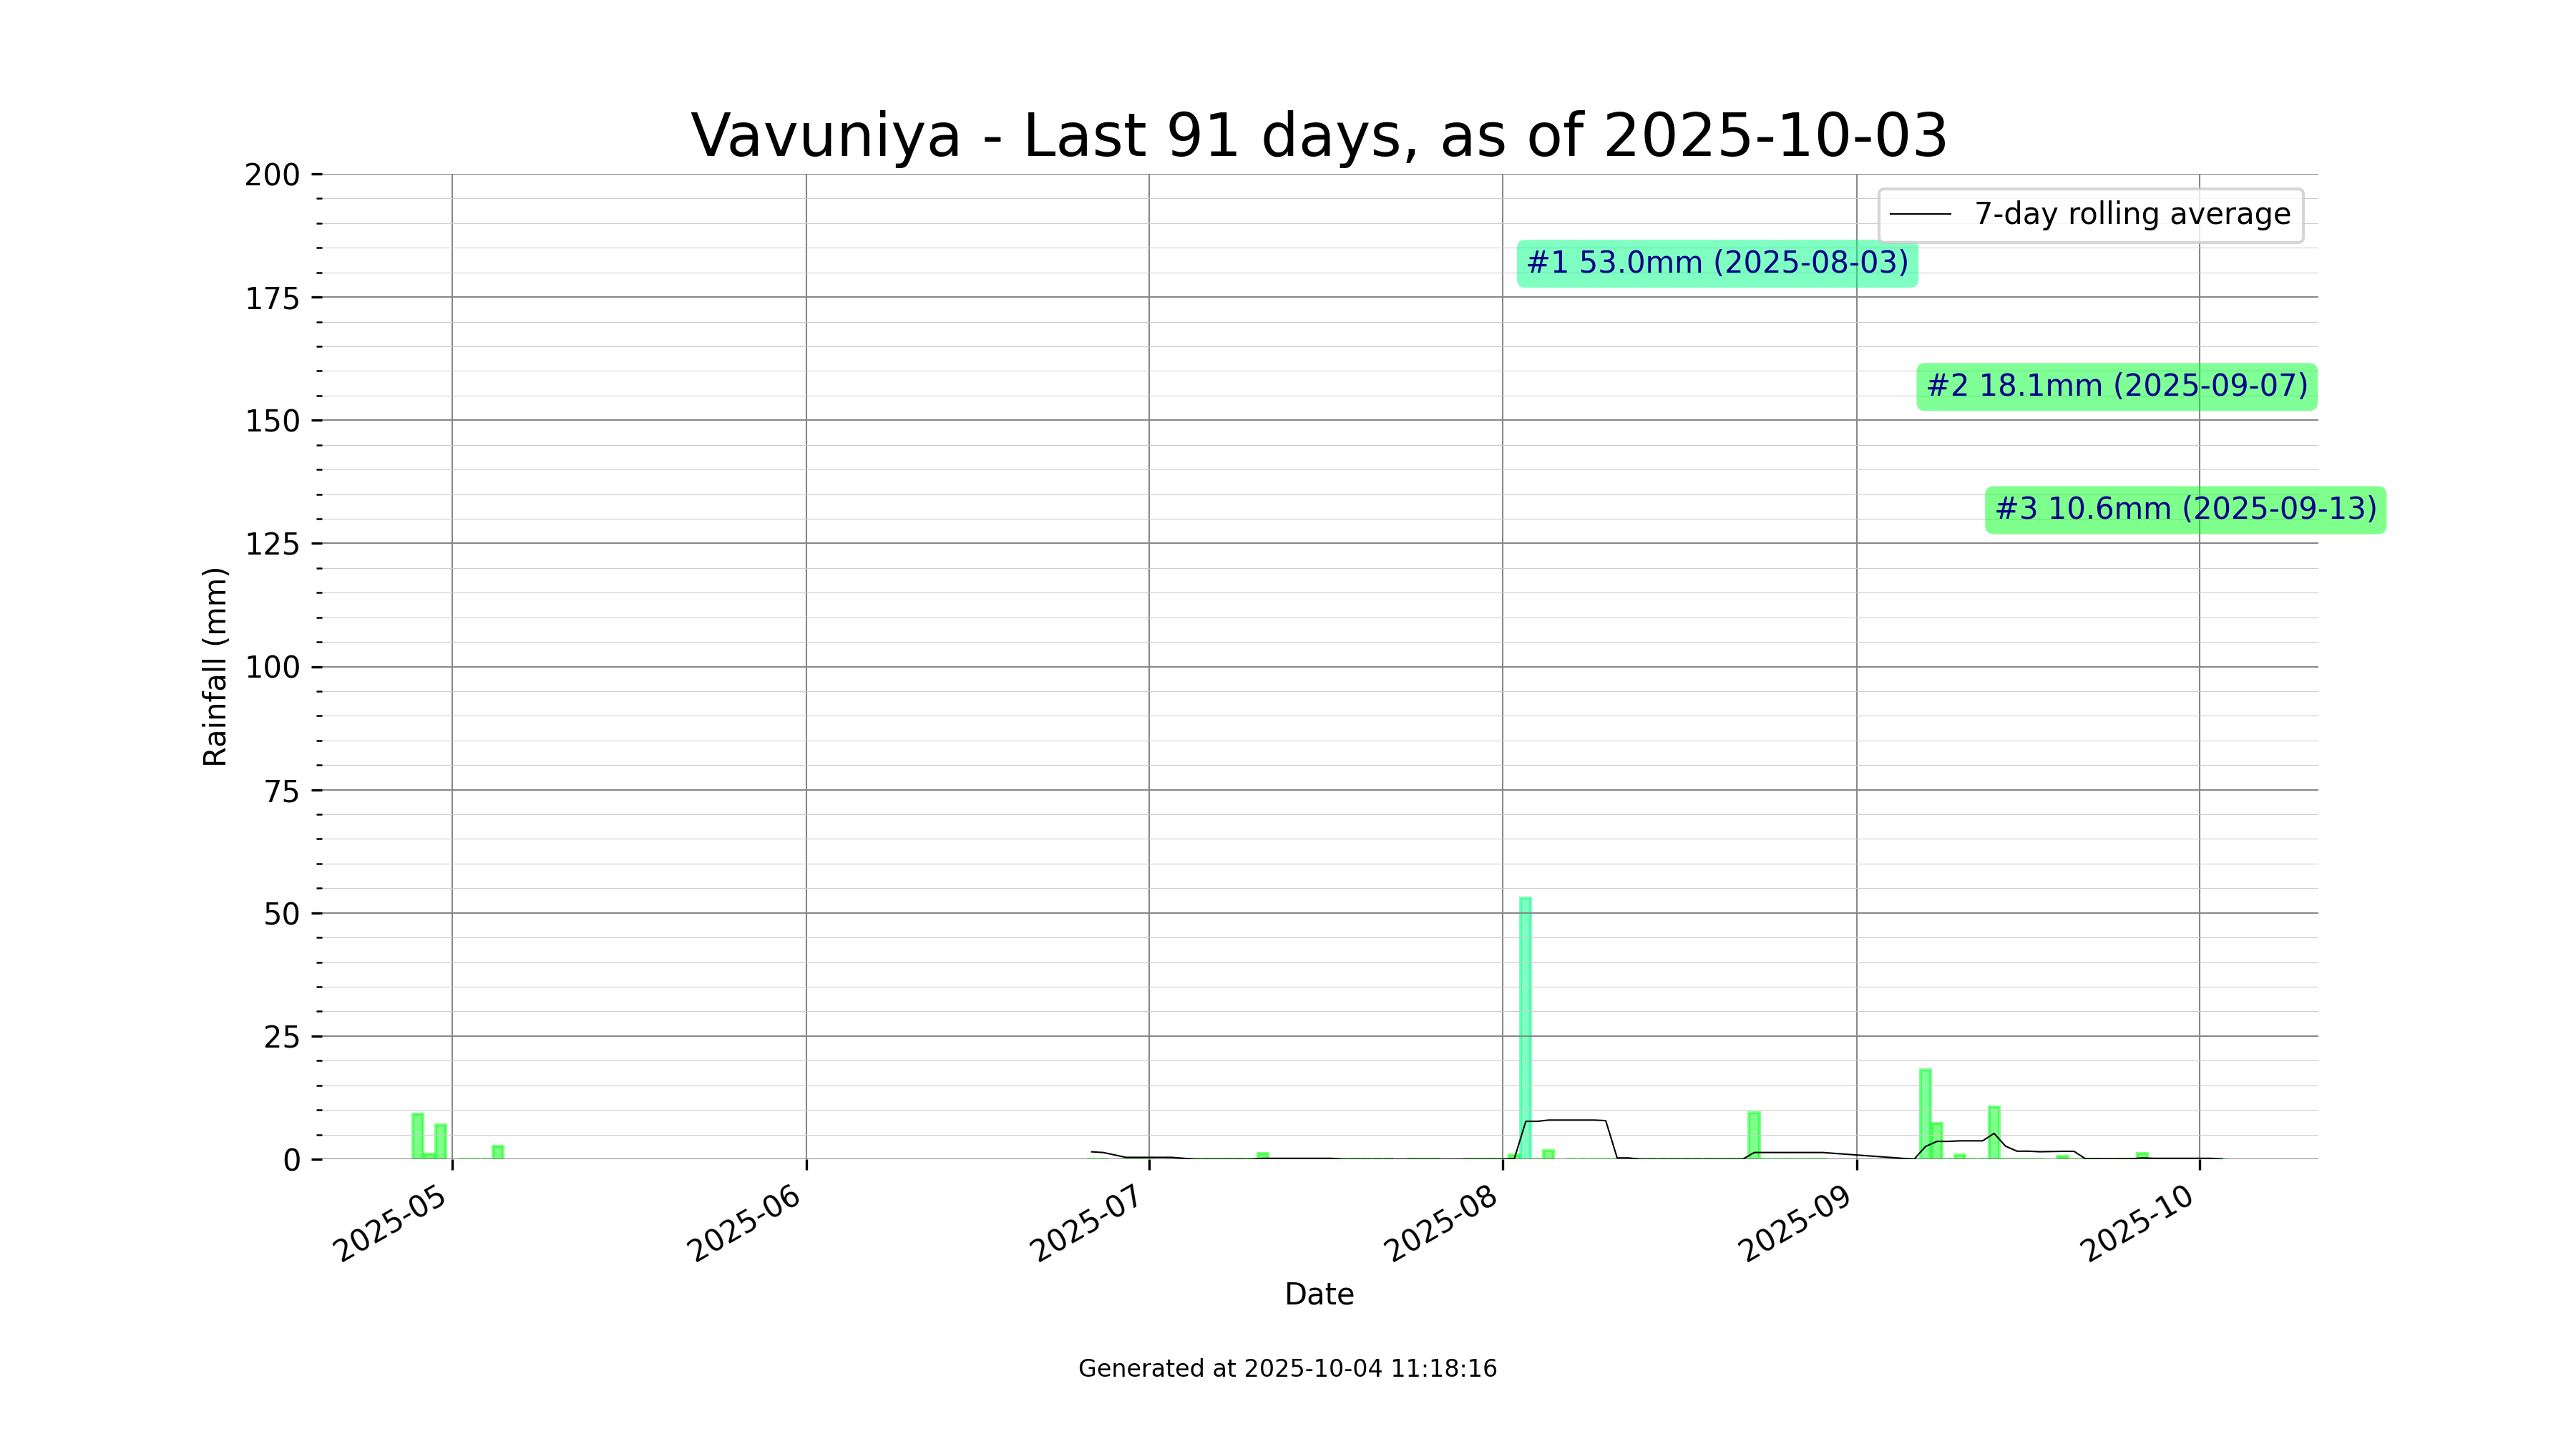 Vavuniya - Last 91 days, as of 2025-10-03
200
175
150
125
100
75
50
25
0
Rainfall (mm)
7-day rolling average
#1 53.0mm (2025-08-03)
#2 18.1mm (2025-09-07)
#3 10.6mm (2025-09-13)
2025-05
2025-06
2025-07
2025-08
2025-09
2025-10
Date
Generated at 2025-10-04 11:18:16